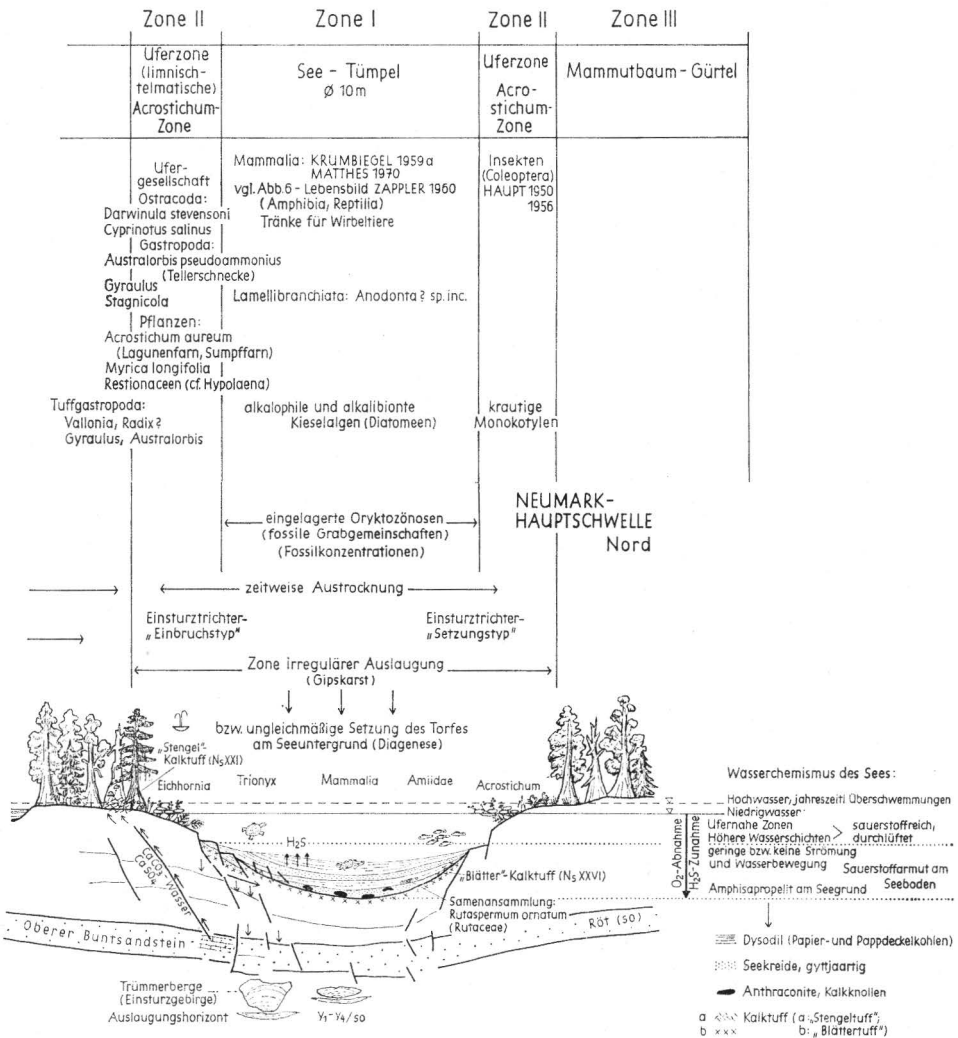 Zone II
Zone I
Zone II
Zone III
Uferzone
(limnisch-
telmatische)
Acrostichum-
Zone
See - Tümpel
Ø 10m
Uferzone
Acro-
stichum-
Zone
Mammutbaum-Gürtel
Ufer-
gesellschaft
Ostracoda:
Darwinula stevensoni
Cyprinotus salinus
Gastropoda:
Australorbis pseudoammonius
(Tellerschnecke)
Gyraulus
Stagnicola
Pflanzen:
Acrostichum aureum
(Lagunenfarn, Sumpffarn)
Myrica longifolia
Restionaceen (cf. Hypolaena)
Tuffgastropoda:
Vallonia, Radix?
Gyraulus, Australorbis
Mammalia: KRUMBIEGEL 1959a
MATTHES 1970
vgl. Abb.6 - Lebensbild ZAPPLER 1960
(Amphibia, Reptilia)
Tränke für Wirbeltiere
Lamellibranchiata: Anodonta? sp. inc.
alkalophile und alkalibionte
Kieselalgen (Diatomeen)
Insekten
(Coleoptera)
HAUPT 1950
1956
krautige
Monokotylen
NEUMARK-
HAUPTSCHWELLE
Nord
eingelagerte Oryktozönosen
(fossile Grabgemeinschaften)
(Fossilkonzentrationen)
zeitweise Austrocknung
Einsturztrichter-
„Einbruchstyp"
Einsturztrichter-
„Setzungstyp"
Zone irregulärer Auslaugung
(Gipskarst)
bzw. ungleichmäßige Setzung des Torfes
am Seeuntergrund (Diagenese)
„Stengel"-
Kalktuff (N5 XXI)
Eichhornia
Trionyx
Mammalia
Amiidae
Acrostichum
H2S
CaCO3-
CaSO4-
Wasser
„Blätter"-Kalktuff (N5 XXVI)
Samenansammlung:
Rutaspermum ornatum
(Rutaceae)
Oberer Buntsandstein
Röt (SO)
Trümmerberge
(Einsturzgebirge)
Auslaugungshorizont
y1-y4/so
Wasserchemismus des Sees:
Hochwasser, jahreszeitl. Überschwemmungen
Niedrigwasser
Ufernahe Zonen
Höhere Wasserschichten
sauerstoffreich,
durchlüftet
geringe bzw. keine Strömung
und Wasserbewegung
Sauerstoffarmut am
Seeboden
Amphisapropelit am Seegrund
O2-Abnahme
H2S-Zunahme
Dysodil (Papier- und Pappdeckelkohlen)
Seekreide, gyttjaartig
Anthraconite, Kalkknollen
a Kalktuff (a: „Stengeltuff";
b b: „Blättertuff")